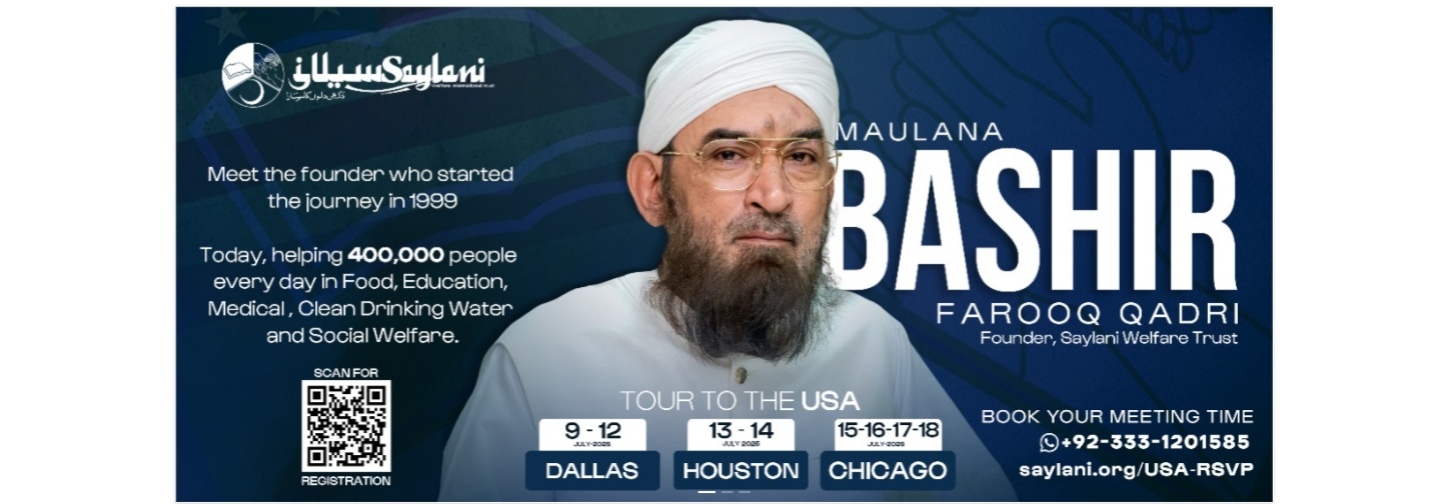 سیلانی Saylani
Meet the founder who started
the journey in 1999
Today, helping 400,000 people
every day in Food, Education,
Medical , Clean Drinking Water
and Social Welfare.
SCAN FOR
REGISTRATION
MAULANA
BASHIR
FAROOQ QADRI
Founder, Saylani Welfare Trust
TOUR TO THE USA
9 - 12
JULY-2025
DALLAS
13 - 14
JULY-2025
HOUSTON
15-16-17-18
JULY-2025
CHICAGO
BOOK YOUR MEETING TIME
+92-333-1201585
saylani.org/USA-RSVP